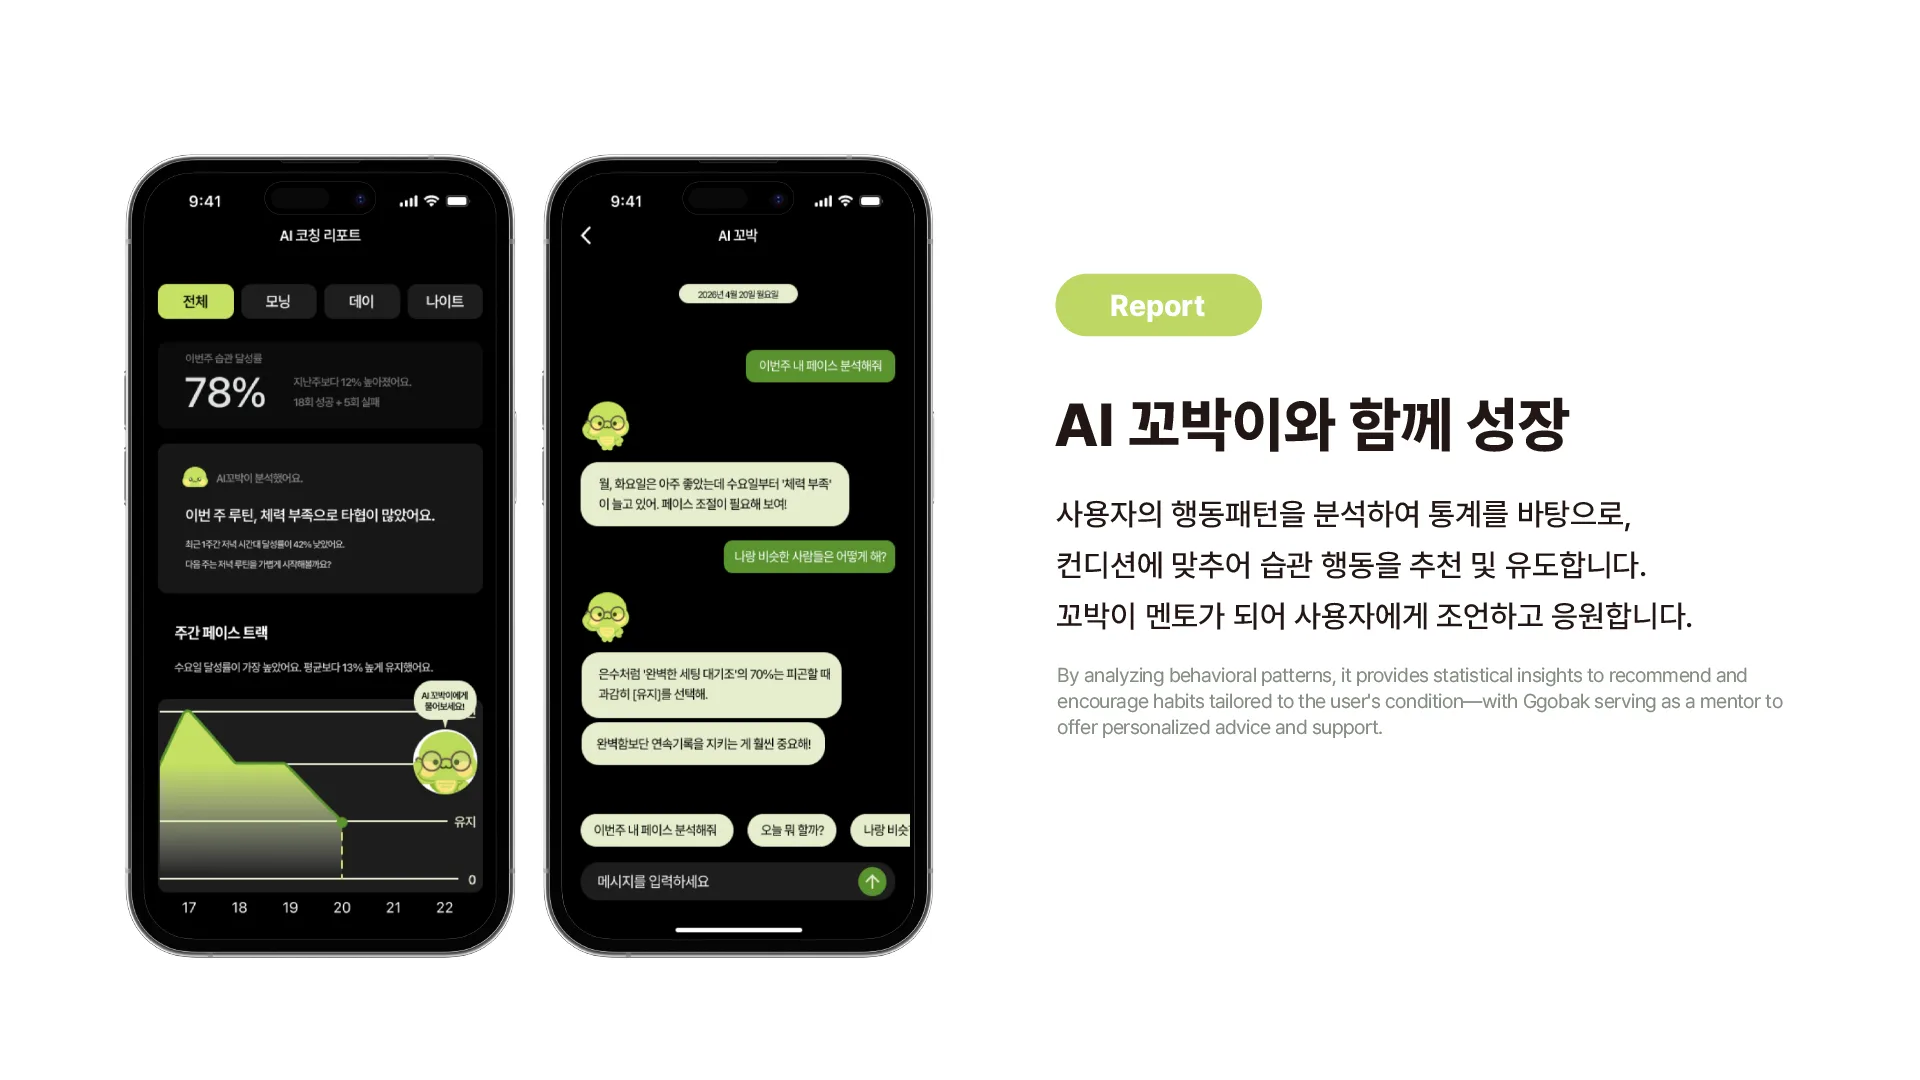 9:41
AI 코칭 리포트
전체
모닝
데이
나이트
이번주 습관 달성률
78%
지난주보다 12% 높아졌어요.
18회 성공 + 5회 실패
AI꼬박이 분석했어요.
이번 주 루틴, 체력 부족으로 타협이 많았어요.
최근 1주간 저녁 시간대 달성률이 42% 낮았어요.
다음 주는 저녁 루틴을 가볍게 시작해볼까요?
주간 페이스 트랙
수요일 달성률이 가장 높았어요. 평균보다 13% 높게 유지했어요.
AI 꼬박이에게
물어보세요!
유지
0
17
18
19
20
21
22
9:41
AI 꼬박
2026년 4월 20일 월요일
이번주 내 페이스 분석해줘
월, 화요일은 아주 좋았는데 수요일부터 '체력 부족'
이 늘고 있어. 페이스 조절이 필요해 보여!
나랑 비슷한 사람들은 어떻게 해?
은수처럼 '완벽한 세팅 대기조'의 70%는 피곤할 때
과감히 [유지]를 선택해.
완벽함보단 연속기록을 지키는 게 훨씬 중요해!
이번주 내 페이스 분석해줘
오늘 뭐 할까?
나랑 비슷
메시지를 입력하세요
Report
AI 꼬박이와 함께 성장
사용자의 행동패턴을 분석하여 통계를 바탕으로,
컨디션에 맞추어 습관 행동을 추천 및 유도합니다.
꼬박이 멘토가 되어 사용자에게 조언하고 응원합니다.
By analyzing behavioral patterns, it provides statistical insights to recommend and
encourage habits tailored to the user's condition—with Ggobak serving as a mentor to
offer personalized advice and support.